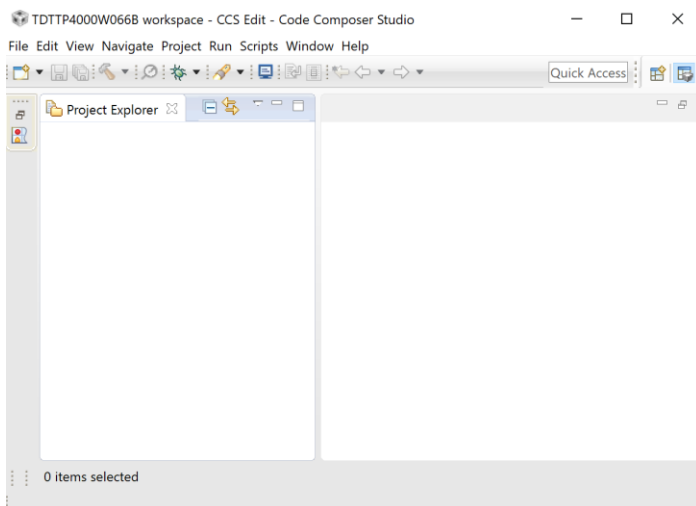 TDTTP4000W066B workspace - CCS Edit - Code Composer Studio
File Edit View Navigate Project Run Scripts Window Help
Quick Access
Project Explorer
0 items selected